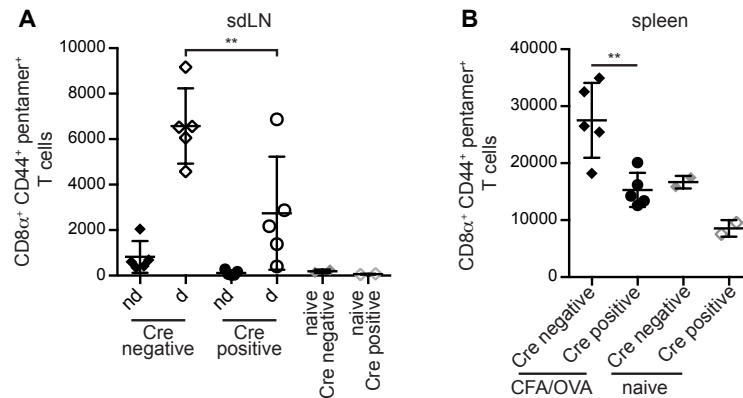 A
sdLN
CD8α⁺ CD44⁺ pentamer⁺
T cells
10000
8000
6000
4000
2000
0
**
nd
d
nd
d
Cre
negative
Cre
positive
naive
Cre negative
naive
Cre positive
B
spleen
CD8α⁺ CD44⁺ pentamer⁺
T cells
40000
30000
20000
10000
0
**
Cre negative
Cre positive
Cre negative
Cre positive
CFA/OVA
naive